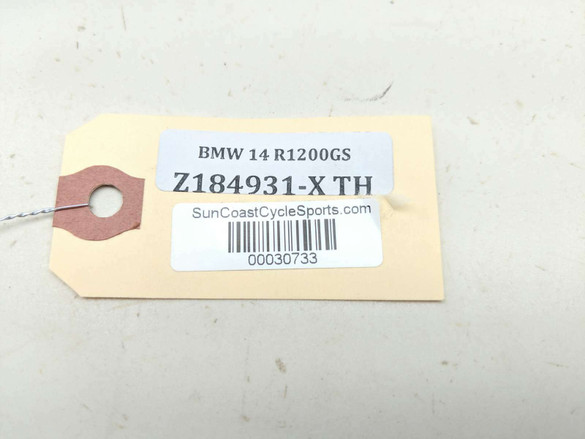 BMW 14 R1200GS
Z184931-X TH
SunCoastCycleSports.com
00030733